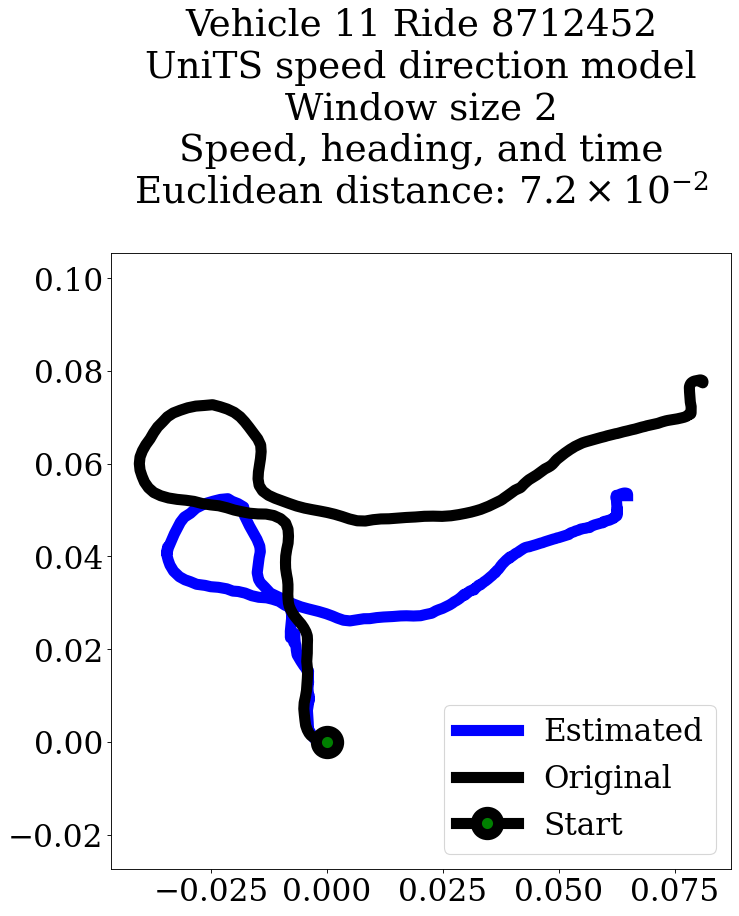 Vehicle 11 Ride 8712452
UniTS speed direction model
Window size 2
Speed, heading, and time
Euclidean distance: 7.2 × 10⁻²
0.10
0.08
0.06
0.04
0.02
0.00
−0.02
Estimated
Original
Start
−0.025 0.000 0.025 0.050 0.075